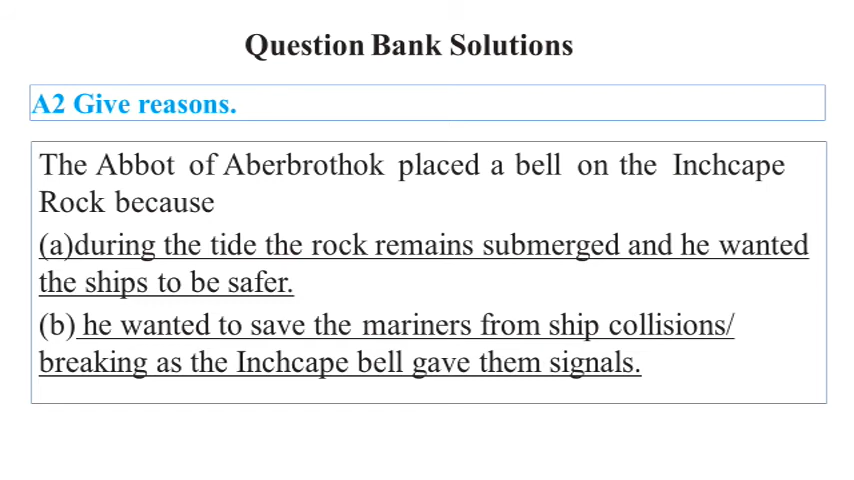 Question Bank Solutions
A2 Give reasons.
The Abbot of Aberbrothok placed a bell on the Inchcape
Rock because
(a)during the tide the rock remains submerged and he wanted
the ships to be safer.
(b) he wanted to save the mariners from ship collisions/
breaking as the Inchcape bell gave them signals.